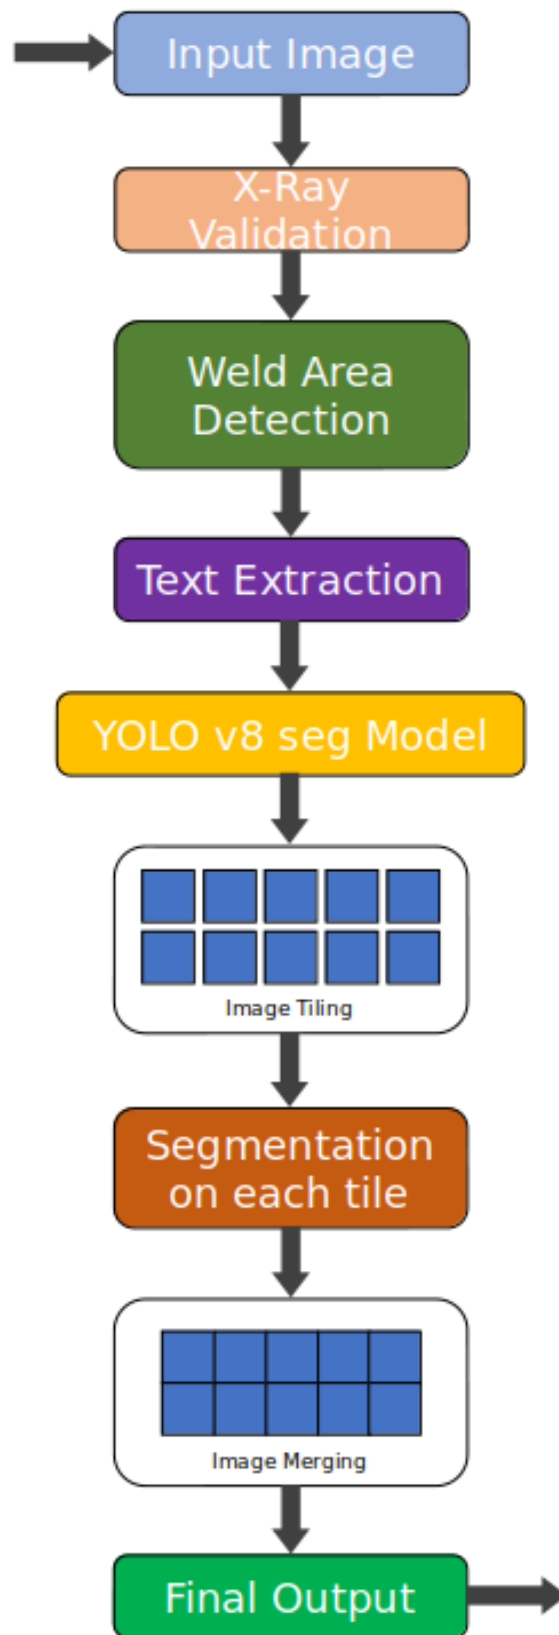 Input Image
X-Ray
Validation
Weld Area
Detection
Text Extraction
YOLO v8 seg Model
Image Tiling
Segmentation
on each tile
Image Merging
Final Output